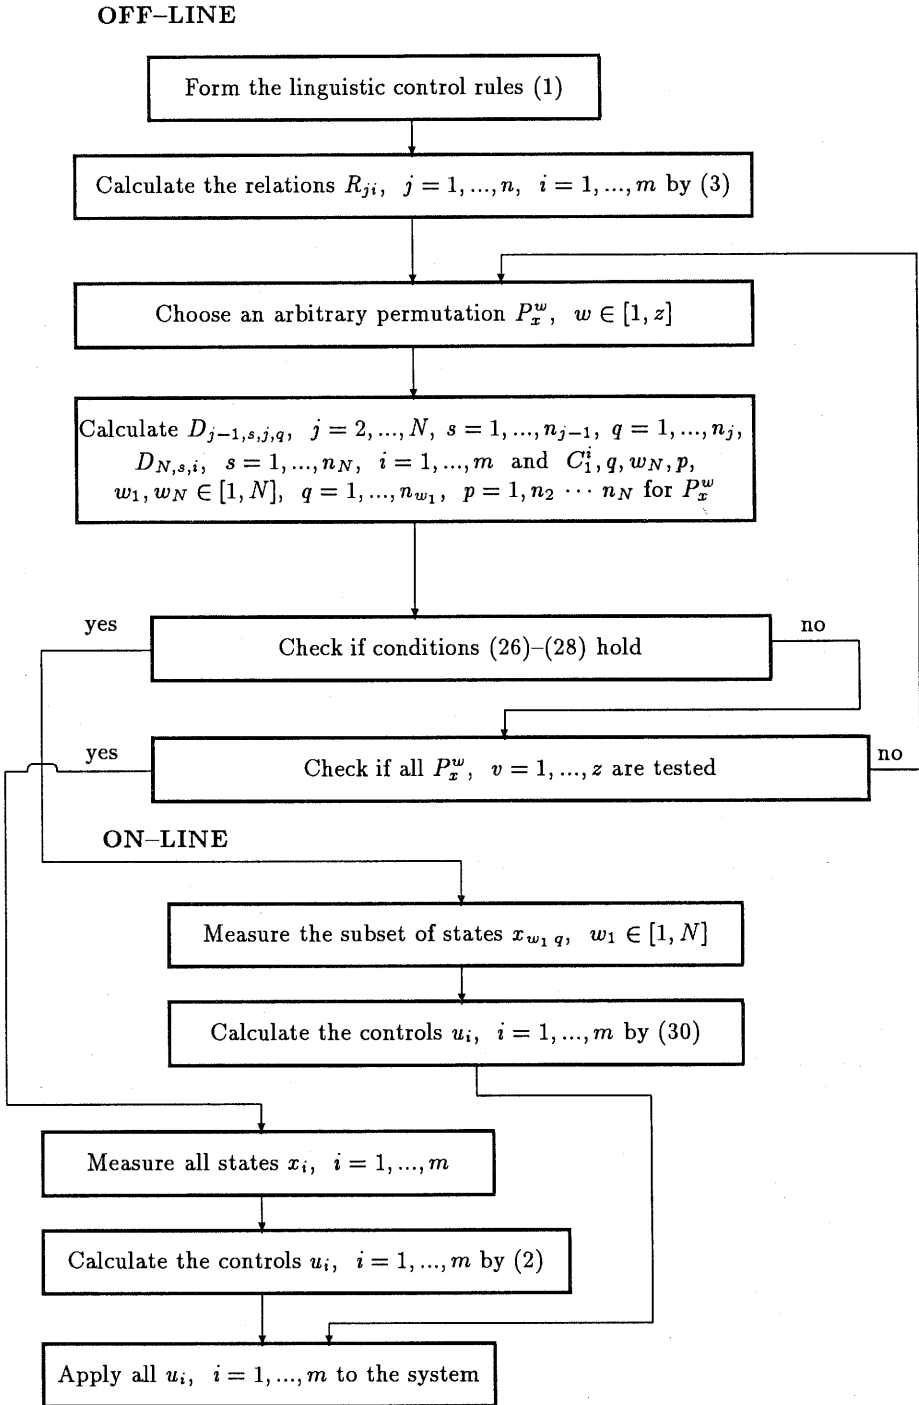 OFF–LINE
Form the linguistic control rules (1)
Calculate the relations R_{ji}, j = 1, ..., n, i = 1, ..., m by (3)
Choose an arbitrary permutation P_x^w, w ∈ [1, z]
Calculate D_{j−1,s,j,q}, j = 2, ..., N, s = 1, ..., n_{j−1}, q = 1, ..., n_j,
D_{N,s,i}, s = 1, ..., n_N, i = 1, ..., m and C_1^i, q, w_N, p,
w_1, w_N ∈ [1, N], q = 1, ..., n_{w_1}, p = 1, n_2 ⋯ n_N for P_x^w
yes
no
Check if conditions (26)–(28) hold
yes
no
Check if all P_x^w, v = 1, ..., z are tested
ON–LINE
Measure the subset of states x_{w_1 q}, w_1 ∈ [1, N]
Calculate the controls u_i, i = 1, ..., m by (30)
Measure all states x_i, i = 1, ..., m
Calculate the controls u_i, i = 1, ..., m by (2)
Apply all u_i, i = 1, ..., m to the system